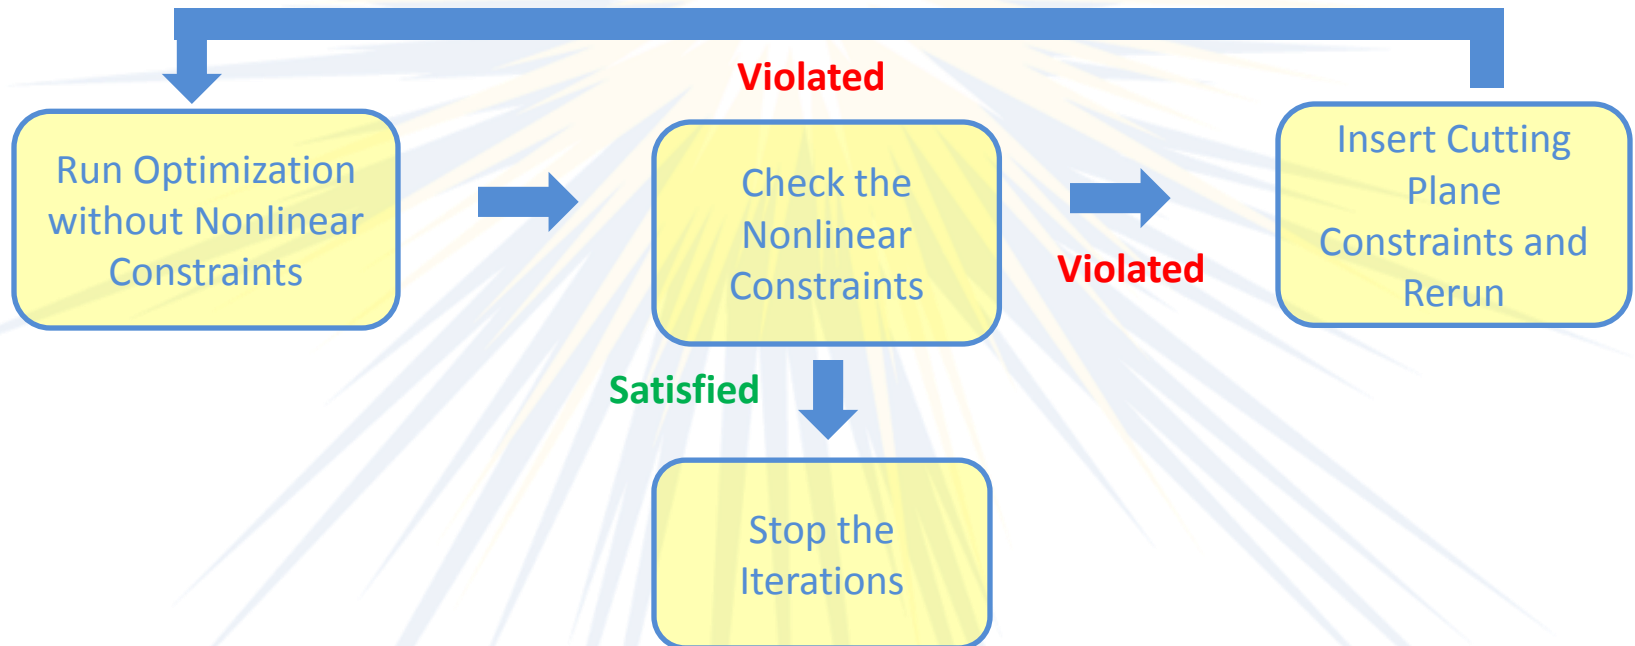 Violated
Run Optimization
without Nonlinear
Constraints
Check the
Nonlinear
Constraints
Violated
Insert Cutting
Plane
Constraints and
Rerun
Satisfied
Stop the
Iterations